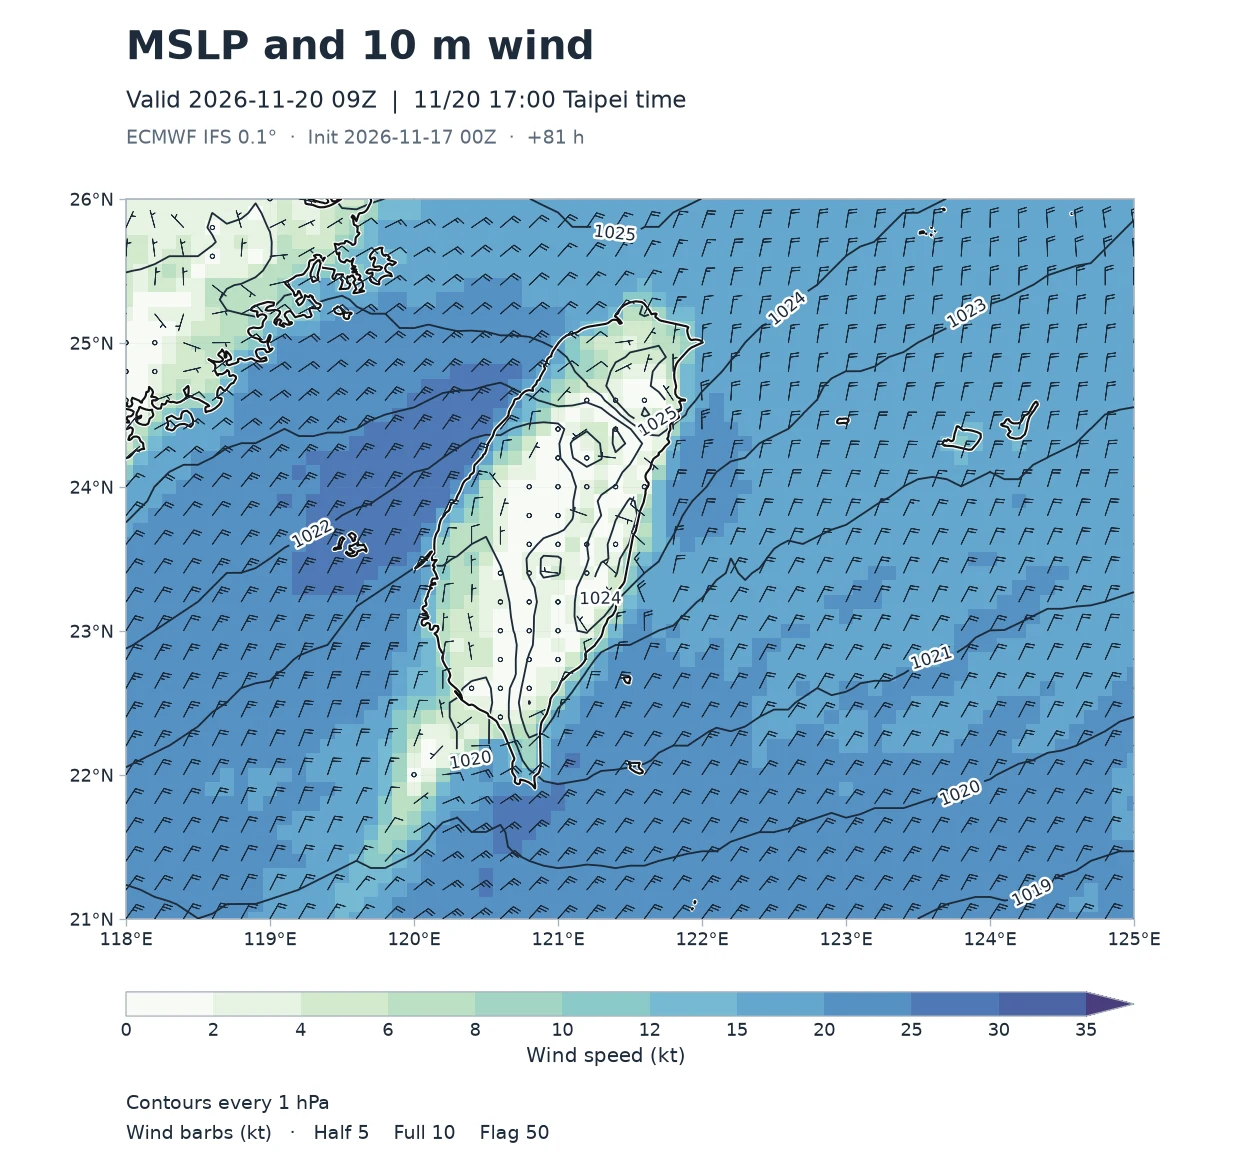 MSLP and 10 m wind
Valid 2026-11-20 09Z | 11/20 17:00 Taipei time
ECMWF IFS 0.1° · Init 2026-11-17 00Z · +81 h
26°N
25°N
24°N
23°N
22°N
21°N
1025
1024
1023
1025
1022
1024
1021
1020
1020
1019
118°E 119°E 120°E 121°E 122°E 123°E 124°E 125°E
0 2 4 6 8 10 12 15 20 25 30 35
Wind speed (kt)
Contours every 1 hPa
Wind barbs (kt) · Half 5 Full 10 Flag 50